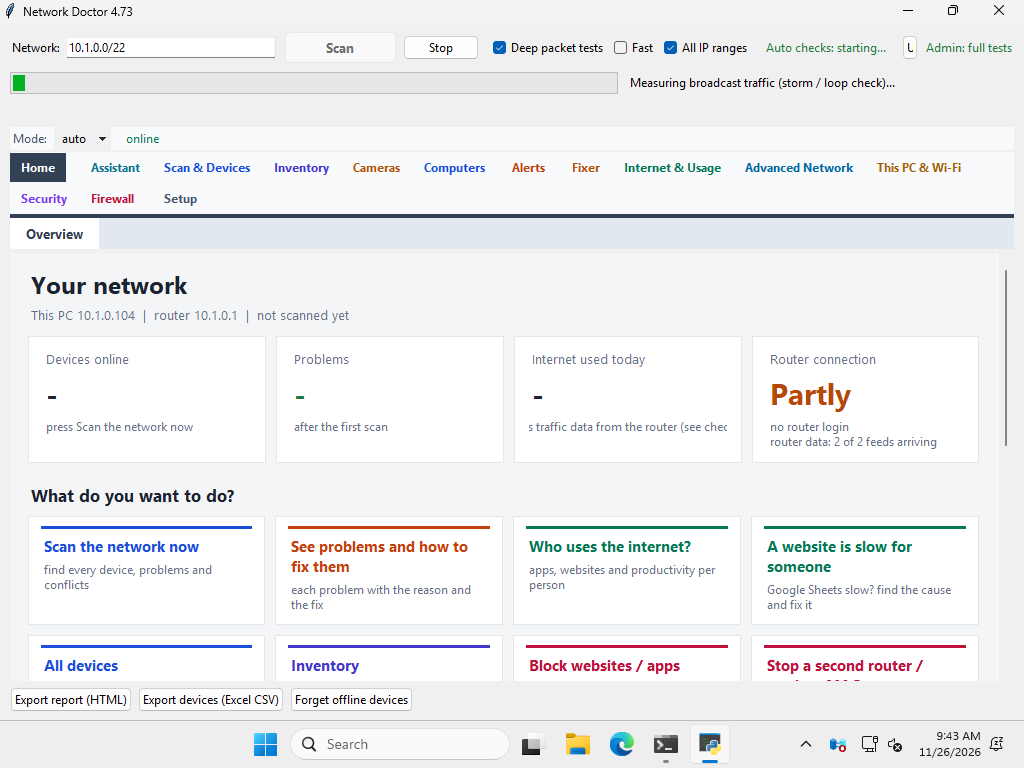 Network Doctor 4.73
Network: 10.1.0.0/22 Scan Stop Deep packet tests Fast All IP ranges Auto checks: starting... Admin: full tests
Measuring broadcast traffic (storm / loop check)...
Mode: auto online
Home Assistant Scan & Devices Inventory Cameras Computers Alerts Fixer Internet & Usage Advanced Network This PC & Wi-Fi
Security Firewall Setup
Overview
Your network
This PC 10.1.0.104 | router 10.1.0.1 | not scanned yet
Devices online
-
press Scan the network now
Problems
-
after the first scan
Internet used today
-
s traffic data from the router (see chec
Router connection
Partly
no router login
router data: 2 of 2 feeds arriving
What do you want to do?
Scan the network now
find every device, problems and
conflicts
See problems and how to
fix them
each problem with the reason and
the fix
Who uses the internet?
apps, websites and productivity per
person
A website is slow for
someone
Google Sheets slow? find the cause
and fix it
All devices
Inventory
Block websites / apps
Stop a second router /
Export report (HTML) Export devices (Excel CSV) Forget offline devices
Search
9:43 AM
11/26/2026